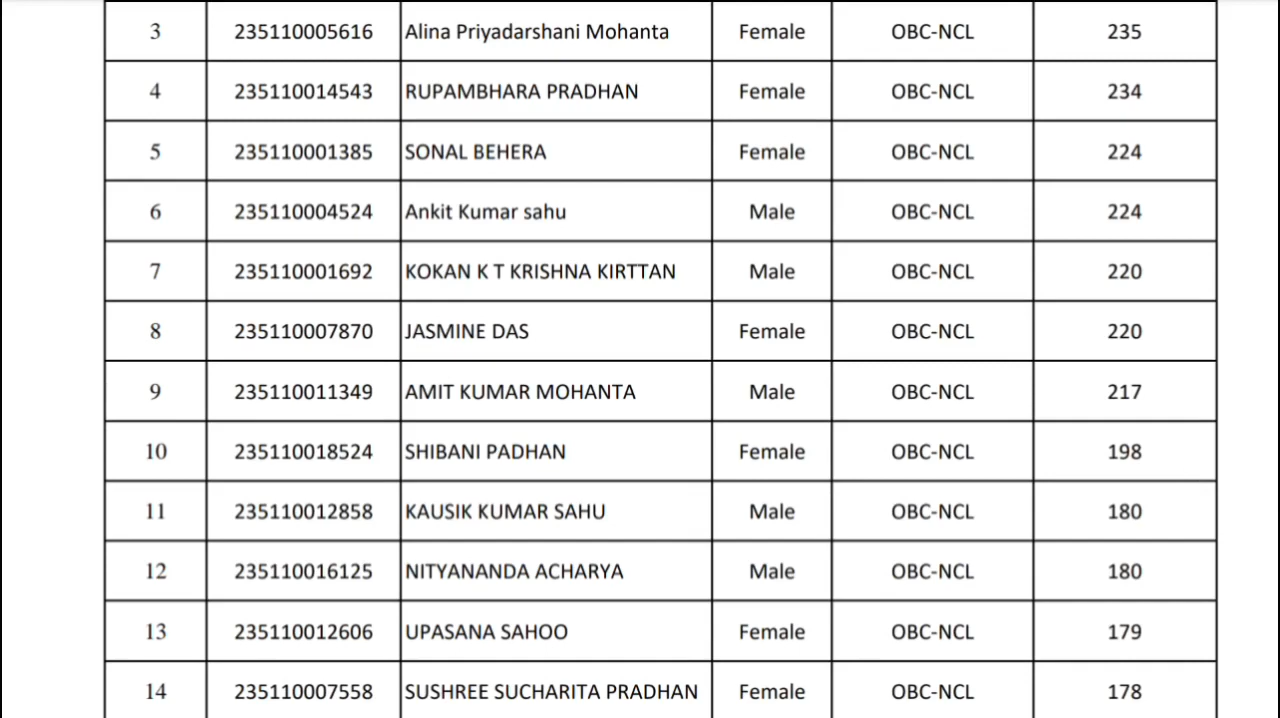 3 235110005616 Alina Priyadarshani Mohanta Female OBC-NCL 235
4 235110014543 RUPAMBHARA PRADHAN Female OBC-NCL 234
5 235110001385 SONAL BEHERA Female OBC-NCL 224
6 235110004524 Ankit Kumar sahu Male OBC-NCL 224
7 235110001692 KOKAN K T KRISHNA KIRTTAN Male OBC-NCL 220
8 235110007870 JASMINE DAS Female OBC-NCL 220
9 235110011349 AMIT KUMAR MOHANTA Male OBC-NCL 217
10 235110018524 SHIBANI PADHAN Female OBC-NCL 198
11 235110012858 KAUSIK KUMAR SAHU Male OBC-NCL 180
12 235110016125 NITYANANDA ACHARYA Male OBC-NCL 180
13 235110012606 UPASANA SAHOO Female OBC-NCL 179
14 235110007558 SUSHREE SUCHARITA PRADHAN Female OBC-NCL 178